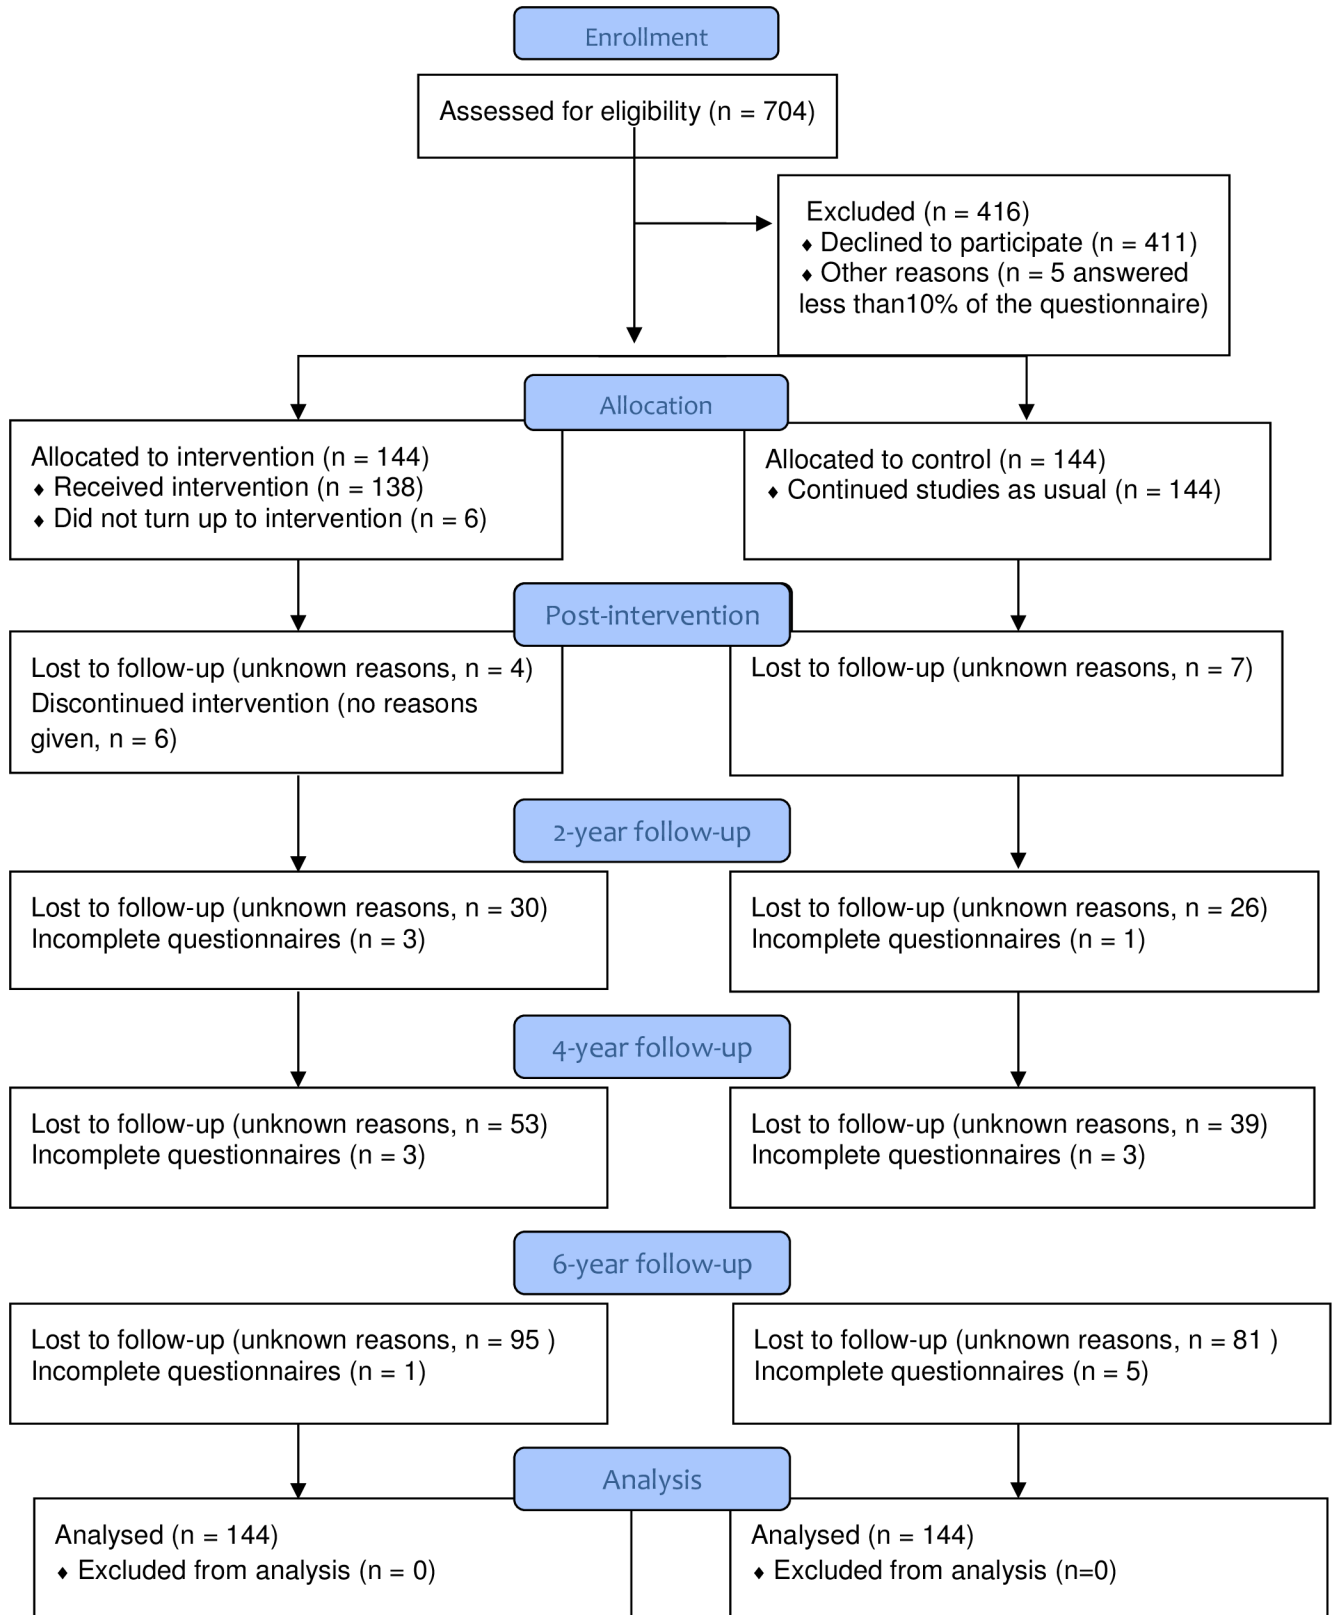 Enrollment
Assessed for eligibility (n = 704)
Excluded (n = 416)
♦ Declined to participate (n = 411)
♦ Other reasons (n = 5 answered
less than10% of the questionnaire)
Allocation
Allocated to intervention (n = 144)
♦ Received intervention (n = 138)
♦ Did not turn up to intervention (n = 6)
Allocated to control (n = 144)
♦ Continued studies as usual (n = 144)
Post-intervention
Lost to follow-up (unknown reasons, n = 4)
Discontinued intervention (no reasons
given, n = 6)
Lost to follow-up (unknown reasons, n = 7)
2-year follow-up
Lost to follow-up (unknown reasons, n = 30)
Incomplete questionnaires (n = 3)
Lost to follow-up (unknown reasons, n = 26)
Incomplete questionnaires (n = 1)
4-year follow-up
Lost to follow-up (unknown reasons, n = 53)
Incomplete questionnaires (n = 3)
Lost to follow-up (unknown reasons, n = 39)
Incomplete questionnaires (n = 3)
6-year follow-up
Lost to follow-up (unknown reasons, n = 95 )
Incomplete questionnaires (n = 1)
Lost to follow-up (unknown reasons, n = 81 )
Incomplete questionnaires (n = 5)
Analysis
Analysed (n = 144)
♦ Excluded from analysis (n = 0)
Analysed (n = 144)
♦ Excluded from analysis (n=0)